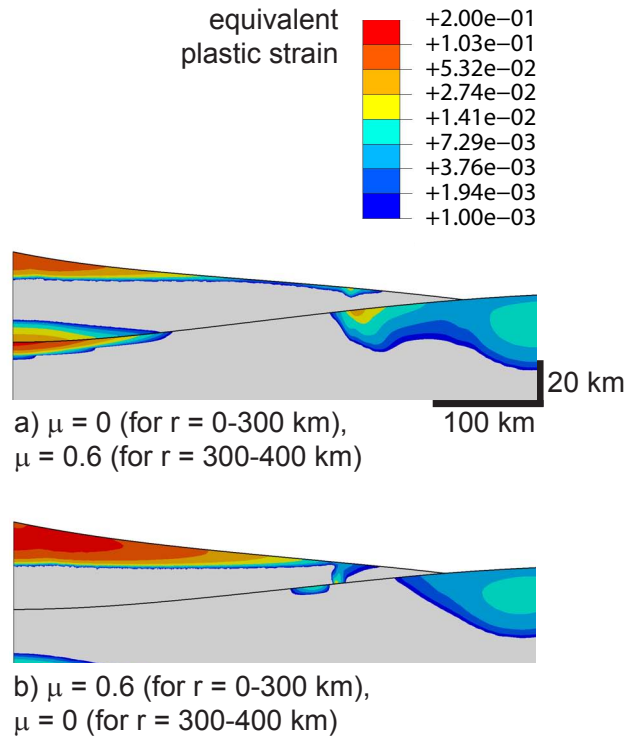 equivalent
plastic strain
+2.00e−01
+1.03e−01
+5.32e−02
+2.74e−02
+1.41e−02
+7.29e−03
+3.76e−03
+1.94e−03
+1.00e−03
20 km
100 km
a) μ = 0 (for r = 0-300 km),
μ = 0.6 (for r = 300-400 km)
b) μ = 0.6 (for r = 0-300 km),
μ = 0 (for r = 300-400 km)